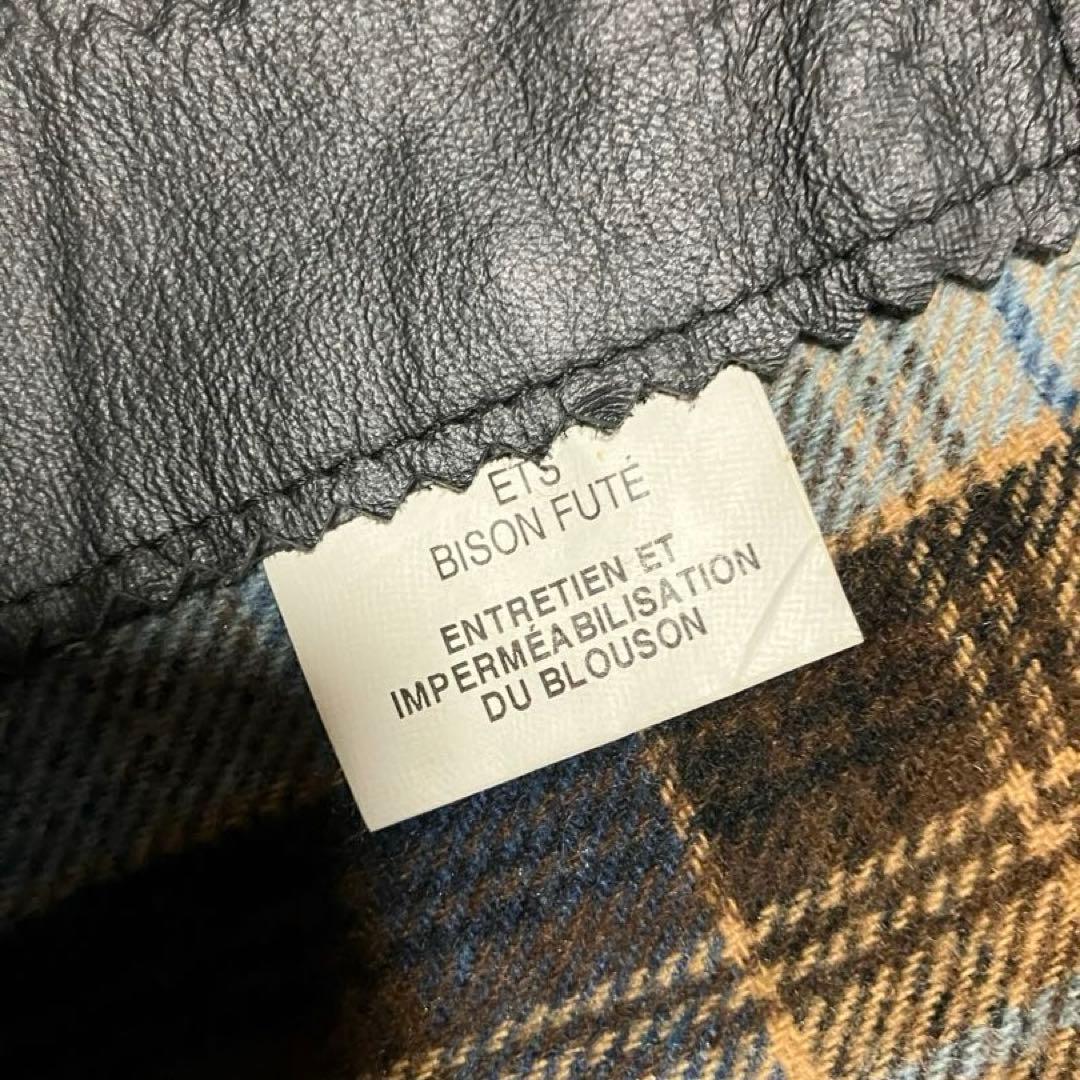 ETS
BISON FUTÉ
ENTRETIEN ET
IMPERMÉABILISATION
DU BLOUSON